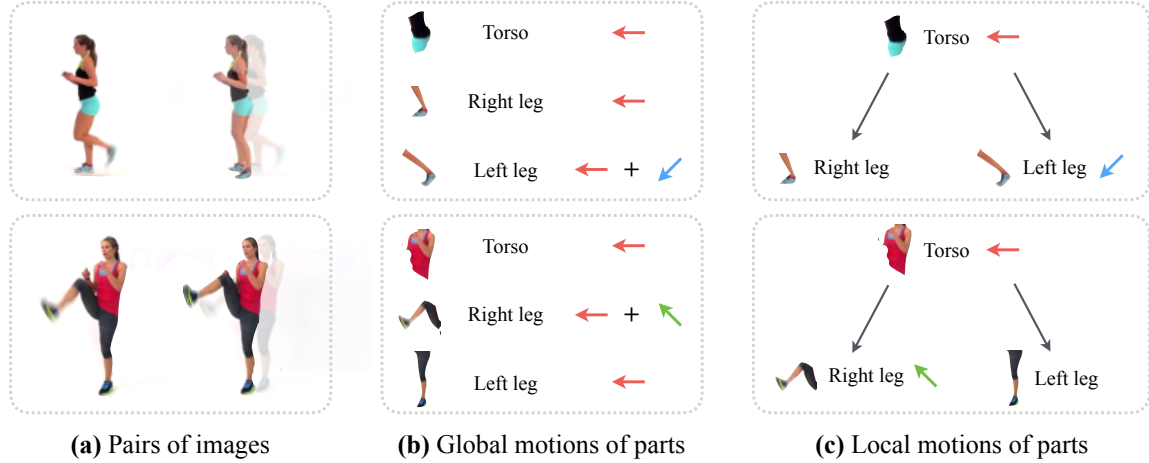 Torso
Right leg
Left leg +
Torso
Right leg Left leg
Torso
Right leg +
Left leg
Torso
Right leg Left leg
(a) Pairs of images
(b) Global motions of parts
(c) Local motions of parts